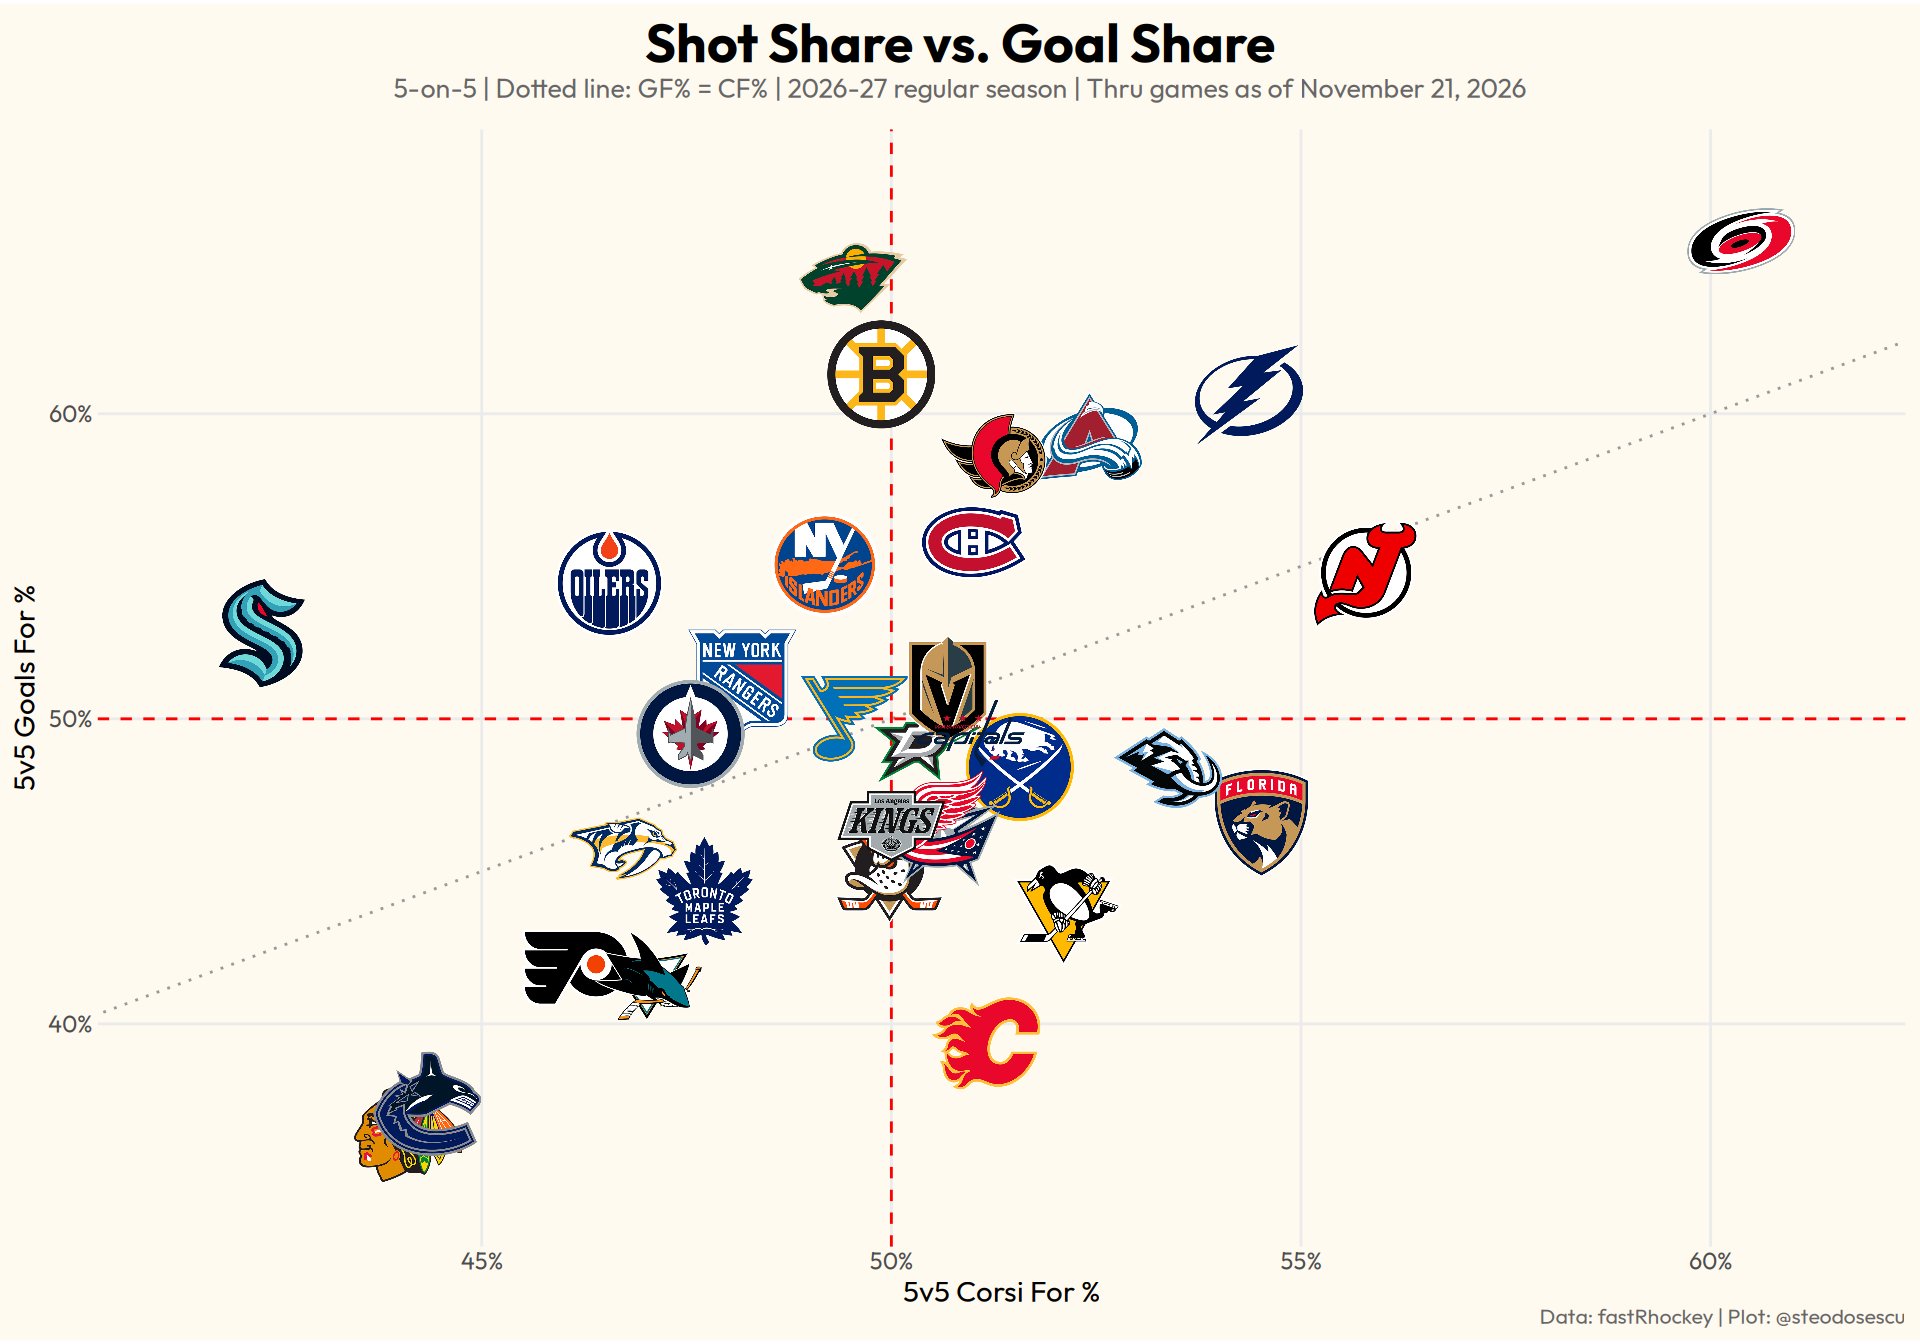 Shot Share vs. Goal Share
5-on-5 | Dotted line: GF% = CF% | 2026-27 regular season | Thru games as of November 21, 2026
60%
50%
40%
5v5 Goals For %
B
OILERS
NY
ISLANDERS
NEW YORK
RANGERS
Capitals
FLORIDA
Los Angeles
KINGS
TORONTO
MAPLE
LEAFS
45%
50%
55%
60%
5v5 Corsi For %
Data: fastRhockey | Plot: @steodosescu